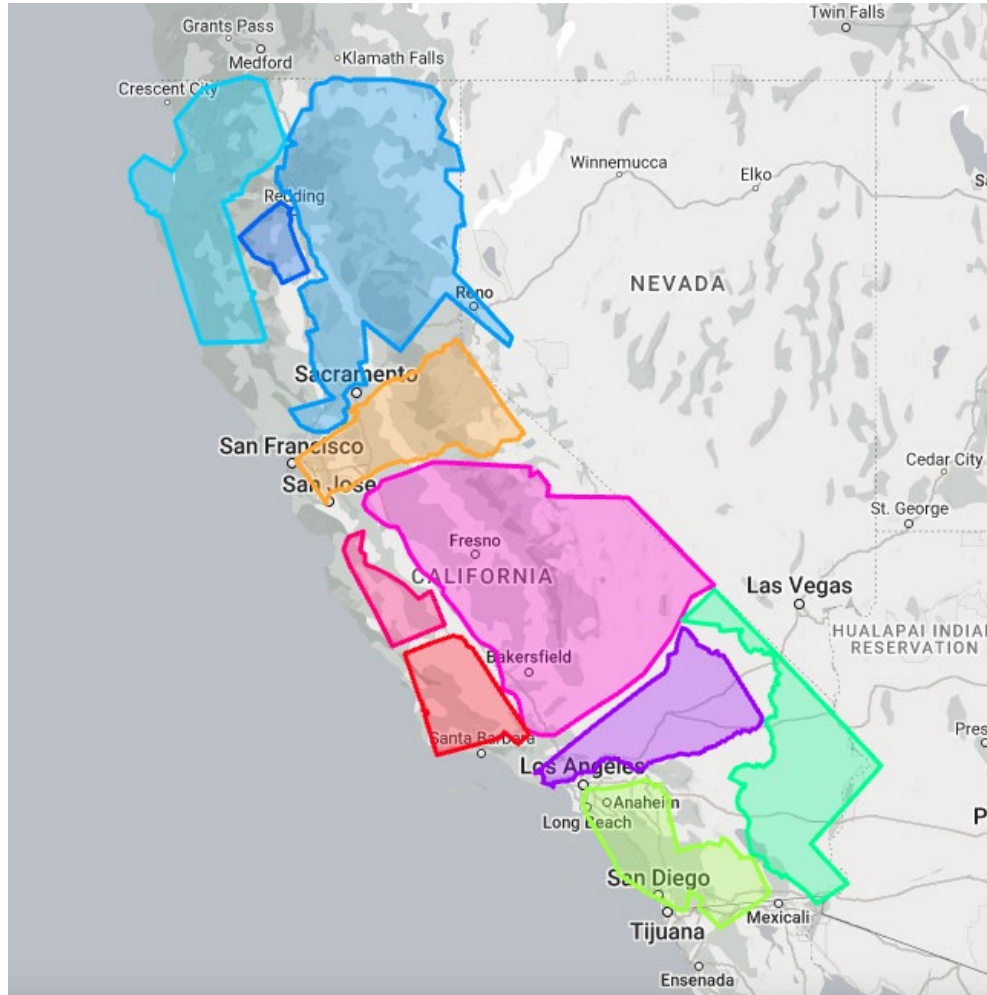 Grants Pass
Twin Falls
Medford
Klamath Falls
Crescent City
Winnemucca
Elko
Redding
NEVADA
Reno
Sacramento
San Francisco
Cedar City
San Jose
St. George
Fresno
CALIFORNIA
Las Vegas
HUALAPAI INDIAN
RESERVATION
Bakersfield
Pres
Santa Barbara
Los Angeles
Anaheim
Long Beach
P
San Diego
Mexicali
Tijuana
Ensenada